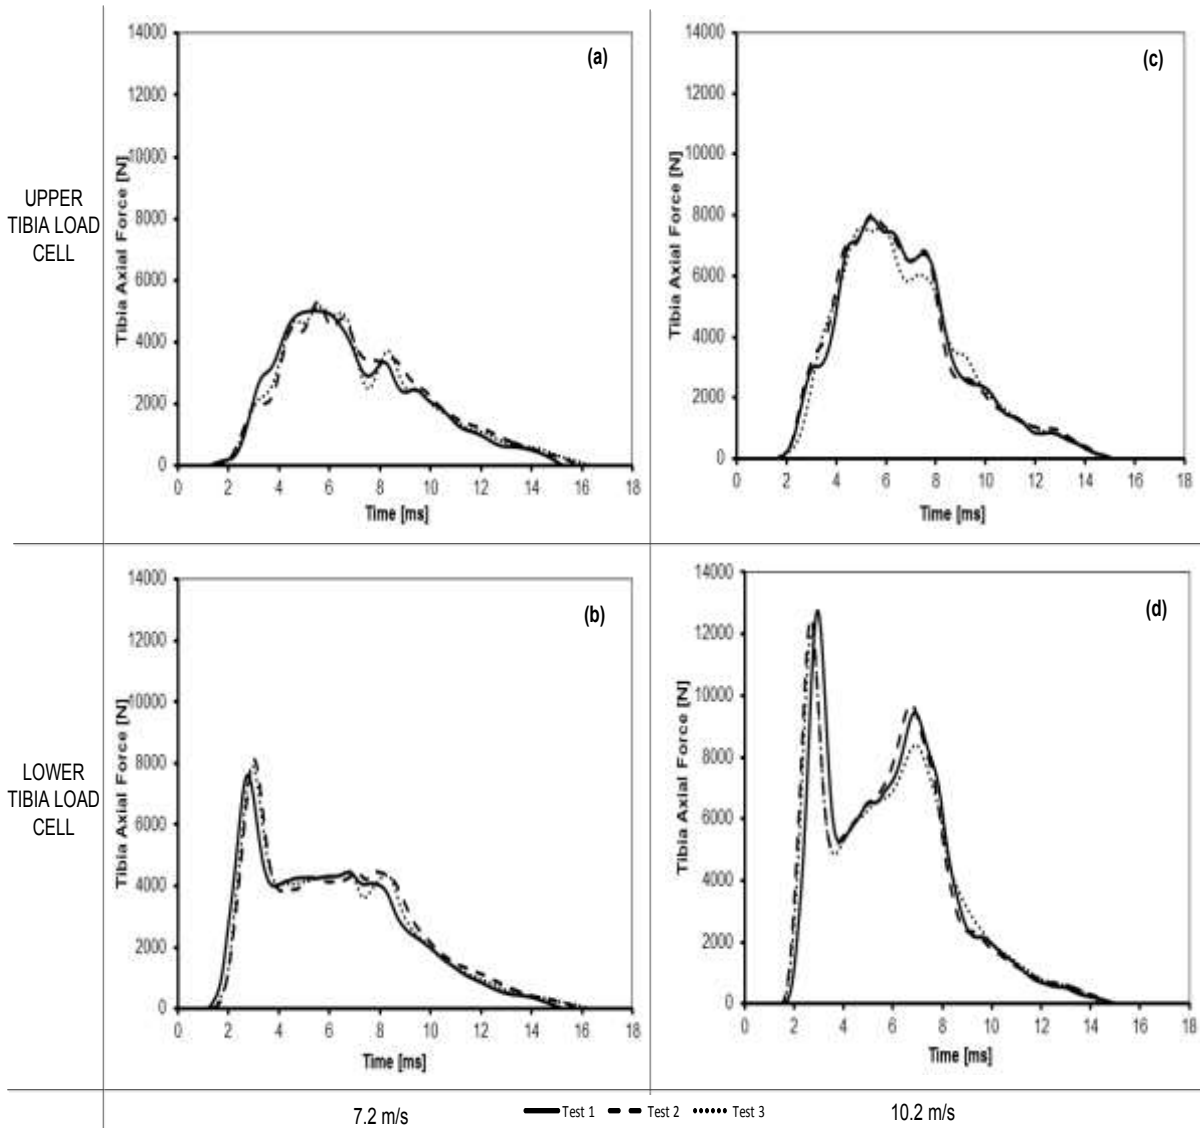 UPPER
TIBIA LOAD
CELL
(a)
Tibia Axial Force [N]
14000
12000
10000
8000
6000
4000
2000
0
0 2 4 6 8 10 12 14 16 18
Time [ms]
(c)
Tibia Axial Force [N]
14000
12000
10000
8000
6000
4000
2000
0
0 2 4 6 8 10 12 14 16 18
Time [ms]
LOWER
TIBIA LOAD
CELL
(b)
Tibia Axial Force [N]
14000
12000
10000
8000
6000
4000
2000
0
0 2 4 6 8 10 12 14 16 18
Time [ms]
(d)
Tibia Axial Force [N]
14000
12000
10000
8000
6000
4000
2000
0
0 2 4 6 8 10 12 14 16 18
Time [ms]
7.2 m/s
Test 1 Test 2 Test 3
10.2 m/s